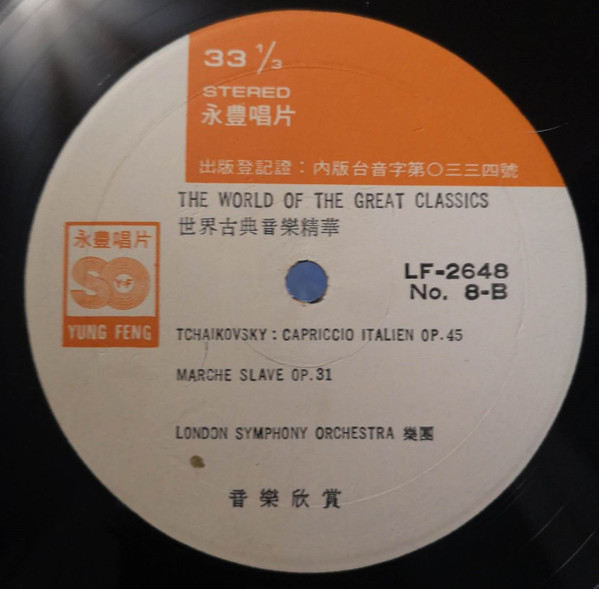 33 1/3
STEREO
永豐唱片
出版登記證：內版台音字第〇三三四號
THE WORLD OF THE GREAT CLASSICS
世界古典音樂精華
永豐唱片
Y·F
YUNG FENG
LF-2648
No. 8-B
TCHAIKOVSKY : CAPRICCIO ITALIEN OP.45
MARCHE SLAVE OP.31
LONDON SYMPHONY ORCHESTRA 樂團
音樂欣賞